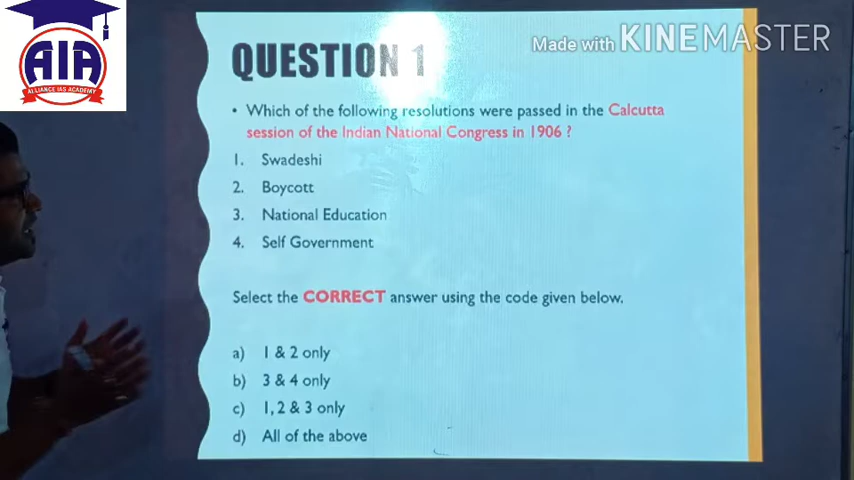 AIA
ALLIANCE IAS ACADEMY
Made with KINEMASTER
QUESTION 1
• Which of the following resolutions were passed in the Calcutta
session of the Indian National Congress in 1906 ?
1. Swadeshi
2. Boycott
3. National Education
4. Self Government
Select the CORRECT answer using the code given below.
a) 1 & 2 only
b) 3 & 4 only
c) 1, 2 & 3 only
d) All of the above